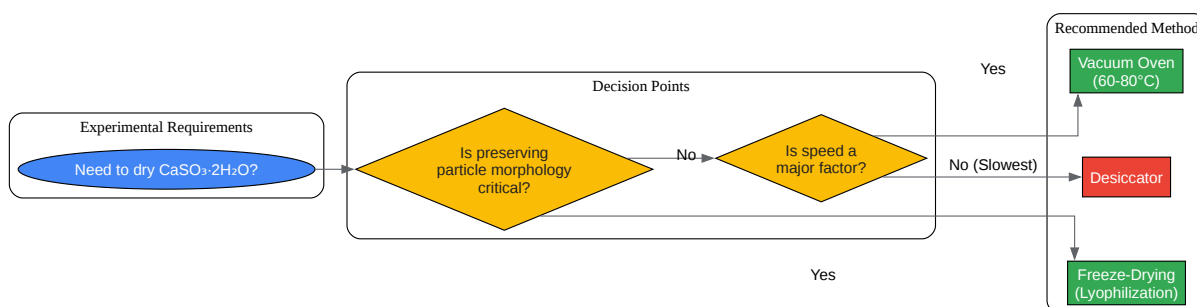 Experimental Requirements
Need to dry CaSO₃·2H₂O?
Decision Points
Is preserving
particle morphology
critical?
No
Is speed a
major factor?
Yes
No (Slowest)
Yes
Recommended Method
Vacuum Oven
(60-80°C)
Desiccator
Freeze-Drying
(Lyophilization)